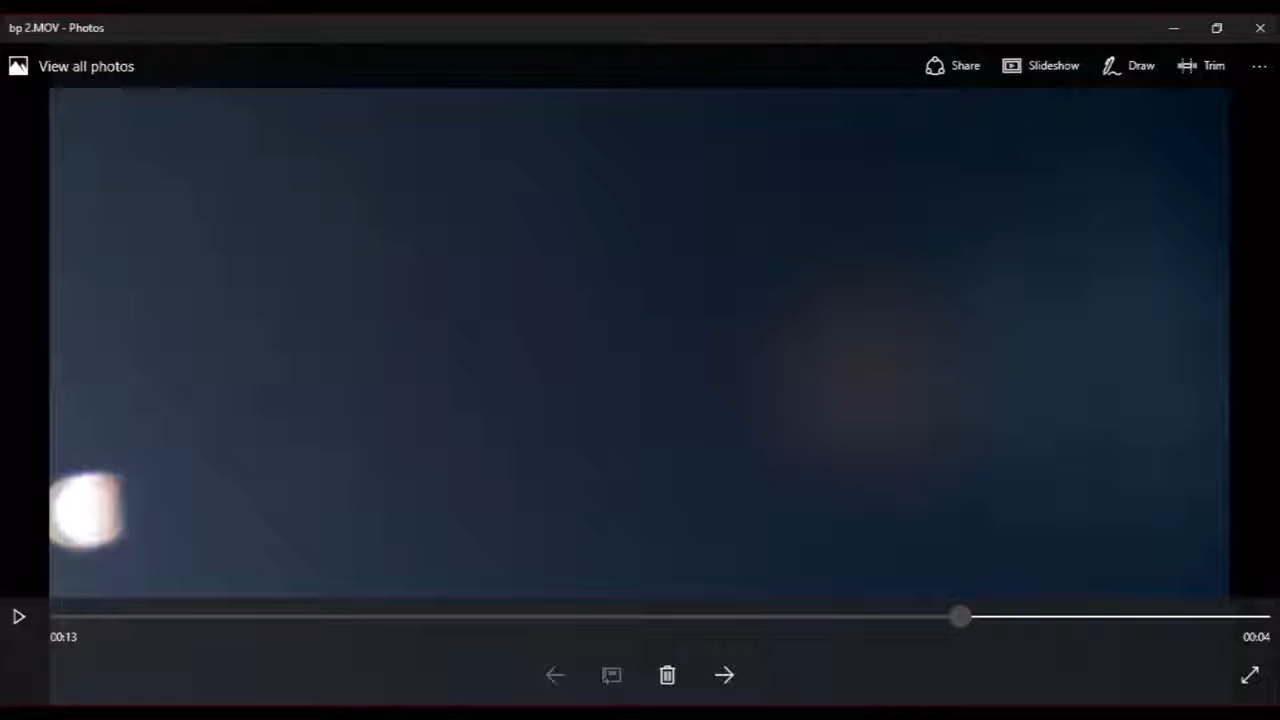 bp 2.MOV - Photos
View all photos
Share
Slideshow
Draw
Trim
00:13
00:04